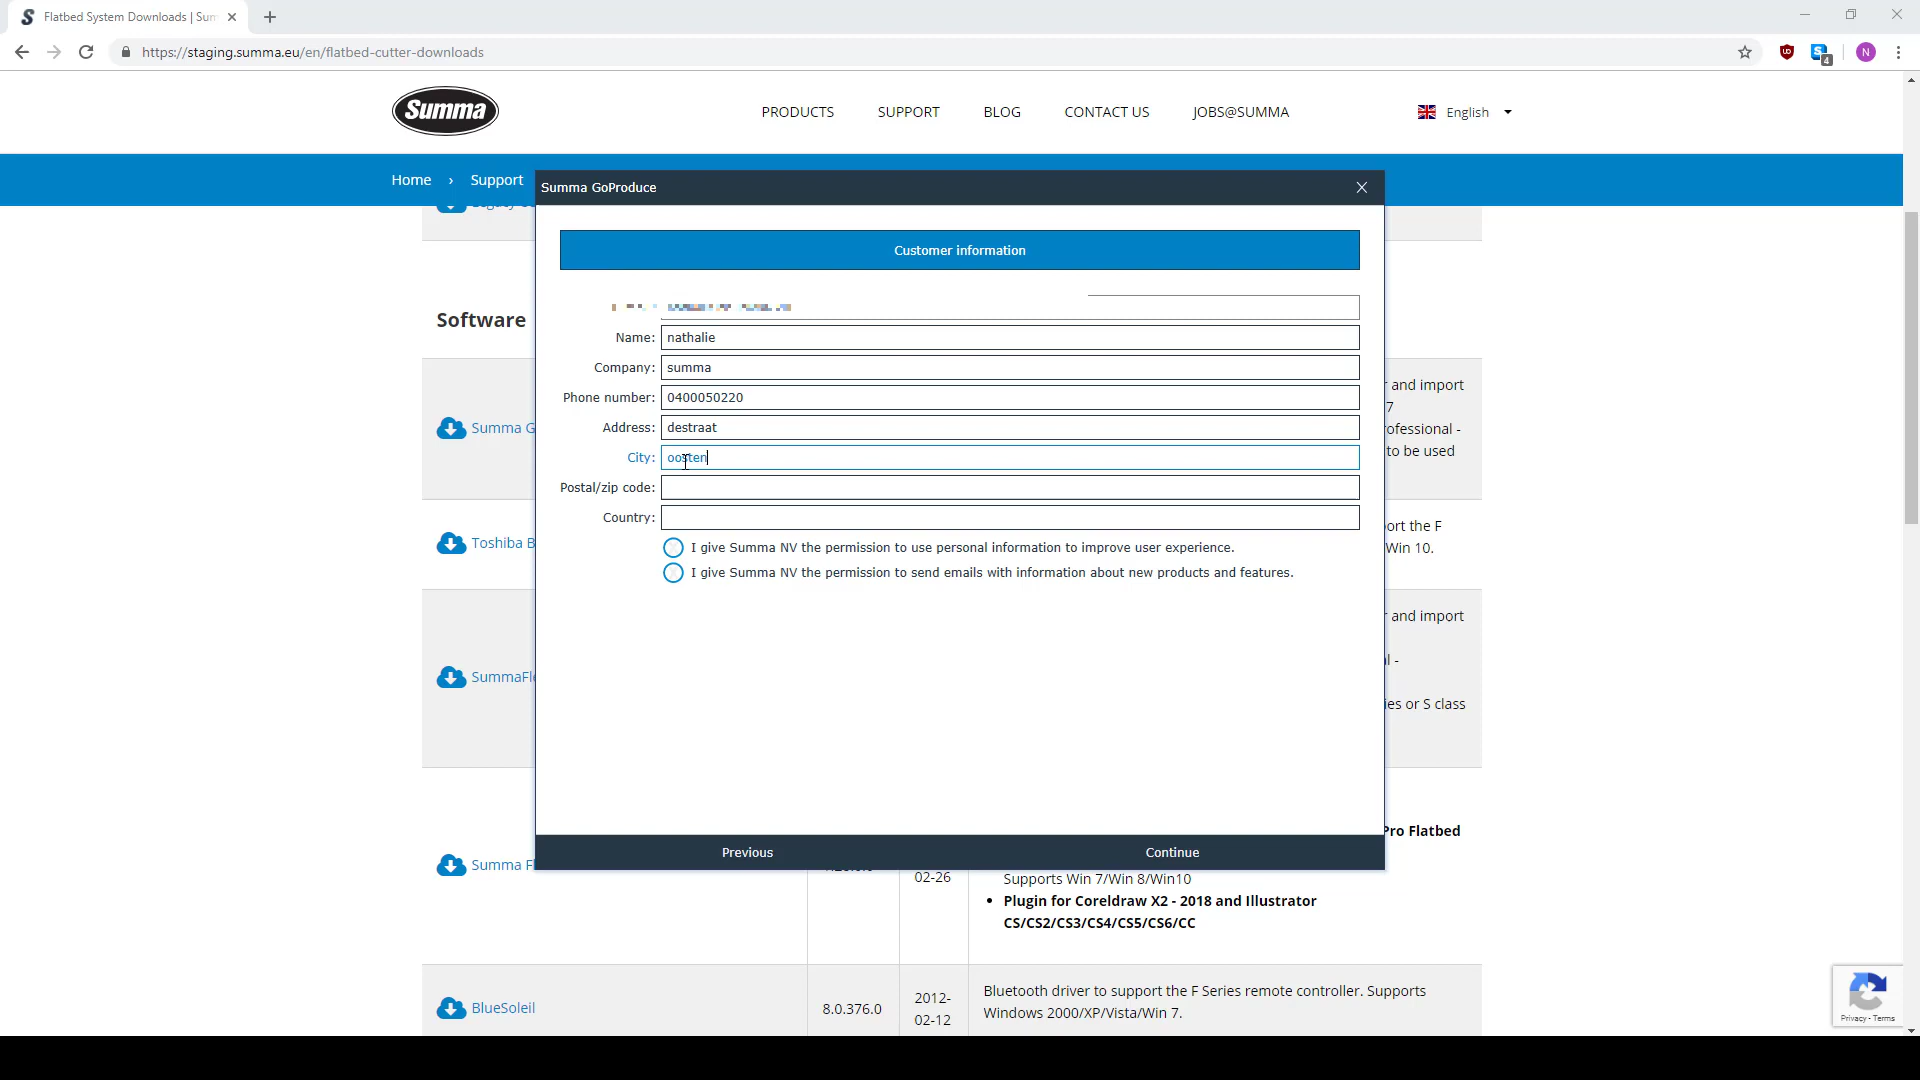 Flatbed System Downloads | Sum
https://staging.summa.eu/en/flatbed-cutter-downloads
4
N
Summa
PRODUCTS
SUPPORT
BLOG
CONTACT US
JOBS@SUMMA
English
Home › Support
Software
Summa GoProduce
Customer information
Name: nathalie
Company: summa
Phone number: 0400050220
Address: destraat
City: oosten
Postal/zip code:
Country:
I give Summa NV the permission to use personal information to improve user experience.
I give Summa NV the permission to send emails with information about new products and features.
Previous
Continue
Summa G
and import
7
ofessional -
to be used
Toshiba B
ort the F
Win 10.
SummaFle
and import
al -
ies or S class
Summa Fl
02-26
Pro Flatbed
Supports Win 7/Win 8/Win10
• Plugin for Coreldraw X2 - 2018 and Illustrator
CS/CS2/CS3/CS4/CS5/CS6/CC
BlueSoleil
8.0.376.0
2012-
02-12
Bluetooth driver to support the F Series remote controller. Supports
Windows 2000/XP/Vista/Win 7.
Privacy - Terms